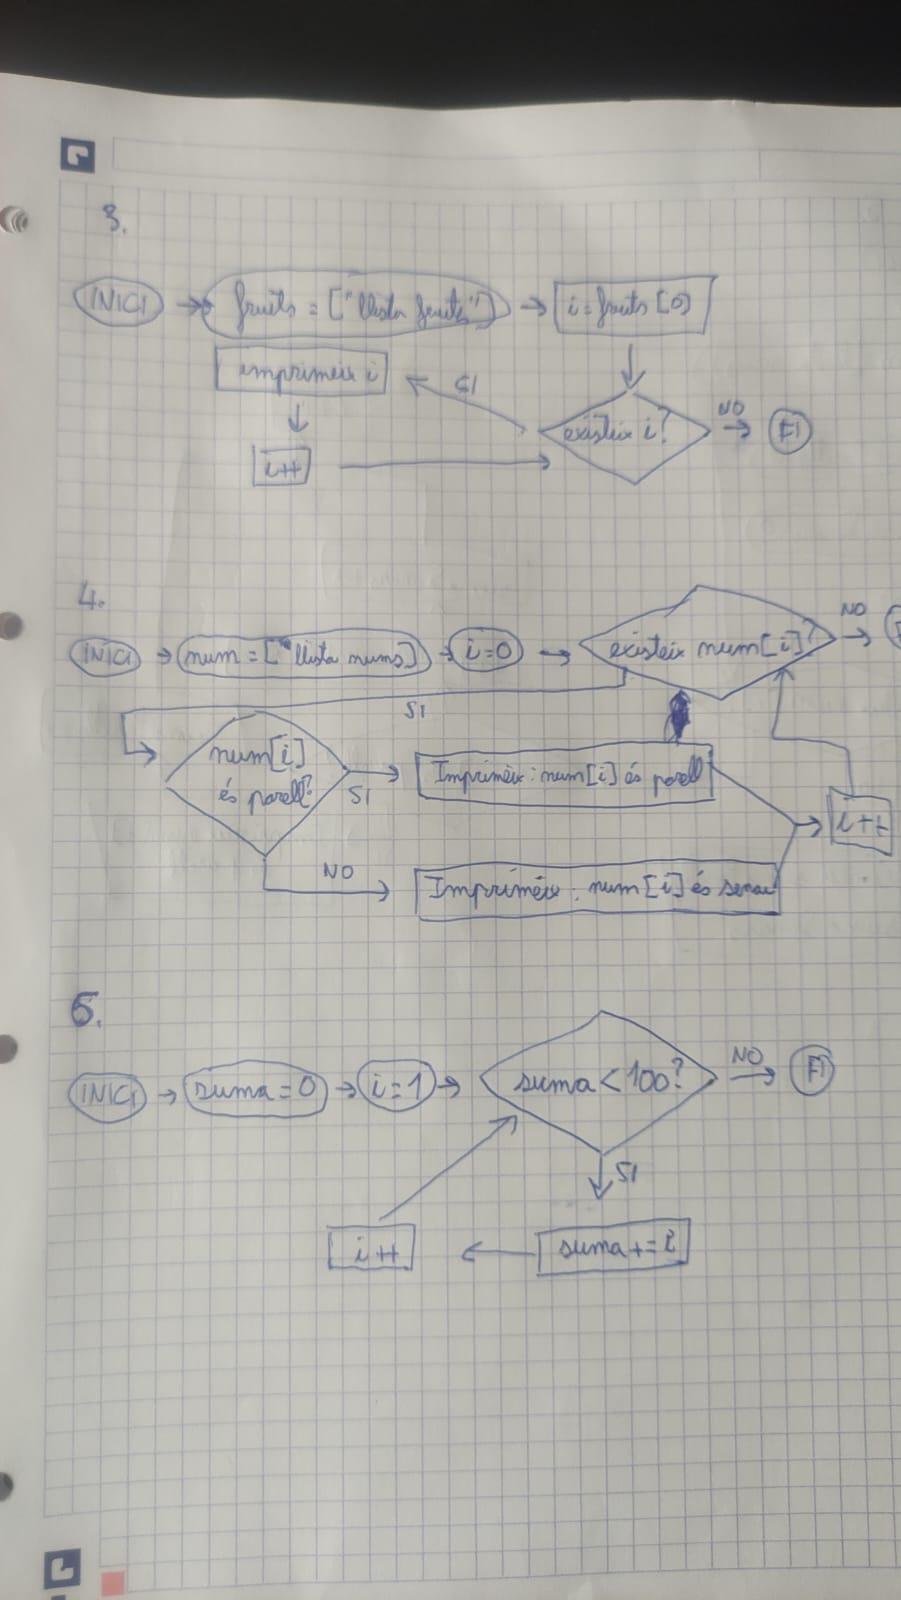 3.
INICI → fruits = ["llista fruits"] → i = fruits [0]
imprimeix i
SI
existeix i?
NO
FI
i++
4.
INICI → num = ["llista nums] → i=0 → existeix num[i]?
NO
SI
num[i]
és parell?
SI
Imprimeix: num[i] és parell
i++
NO
Imprimeix: num[i] és senar
5.
INICI → suma = 0 → i = 1 → suma < 100?
NO
FI
SI
i++
suma += i